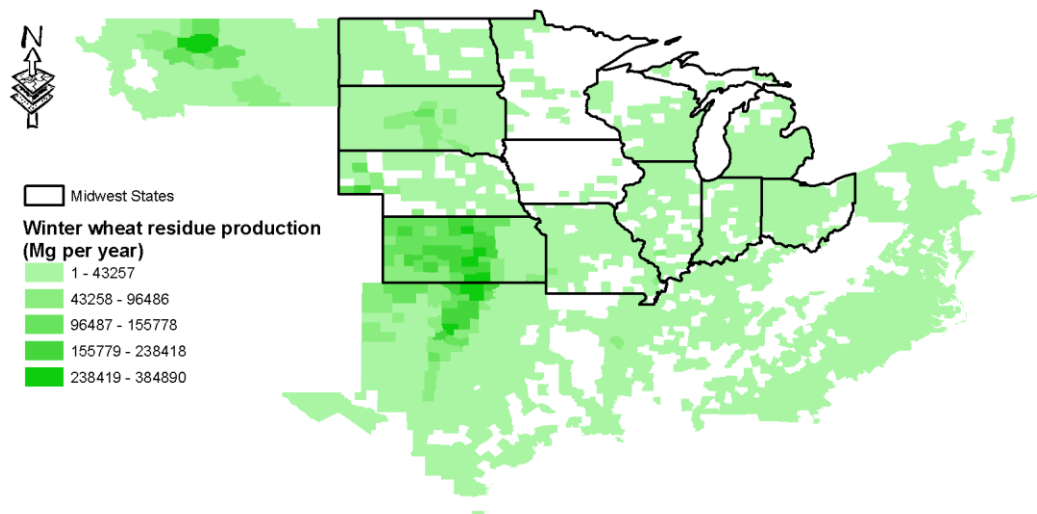 N
Midwest States
Winter wheat residue production
(Mg per year)
1 - 43257
43258 - 96486
96487 - 155778
155779 - 238418
238419 - 384890